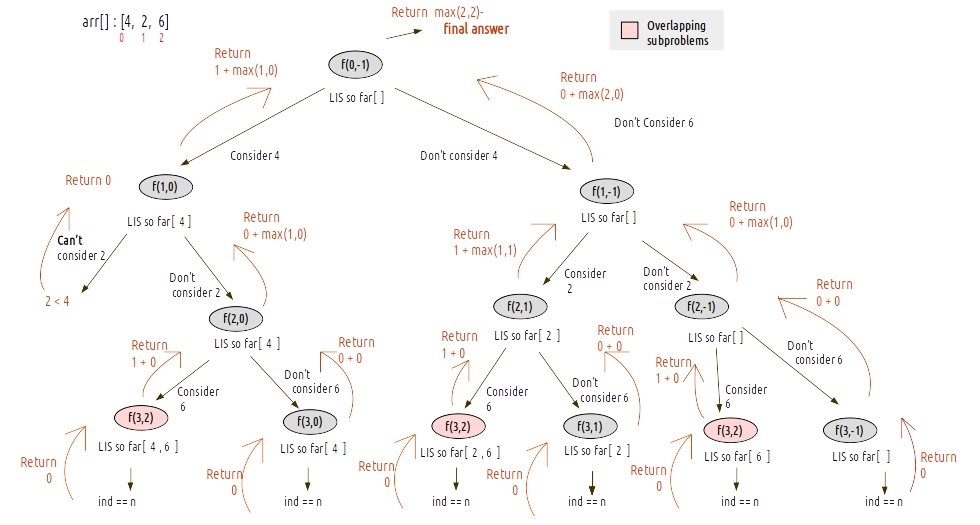 arr[] : [4, 2, 6]
0 1 2
Return max(2,2)-
final answer
Overlapping
subproblems
f(0,-1)
LIS so far[ ]
Return
1 + max(1,0)
Return
0 + max(2,0)
Don't Consider 6
Consider 4
Don't consider 4
Return 0
f(1,0)
LIS so far[ 4 ]
f(1,-1)
LIS so far[ ]
Can't
consider 2
2 < 4
Don't
consider 2
Return
0 + max(1,0)
Return
1 + max(1,1)
Consider
2
Don't
consider 2
Return
0 + max(1,0)
f(2,0)
LIS so far[ 4 ]
f(2,1)
LIS so far[ 2 ]
f(2,-1)
LIS so far[ ]
Return
0 + 0
Return
1 + 0
Consider
6
Don't
consider 6
Return
0 + 0
Return
1 + 0
Consider
6
Don't
consider 6
Return
0 + 0
Return
1 + 0
Consider
6
Don't
consider 6
f(3,2)
LIS so far[ 4 , 6 ]
f(3,0)
LIS so far[ 4 ]
f(3,2)
LIS so far[ 2 , 6 ]
f(3,1)
LIS so far[ 2 ]
f(3,2)
LIS so far[ 6 ]
f(3,-1)
LIS so far[ ]
Return
0
Return
0
Return
0
Return
0
Return
0
Return
0
ind == n
ind == n
ind == n
ind == n
ind == n
ind == n